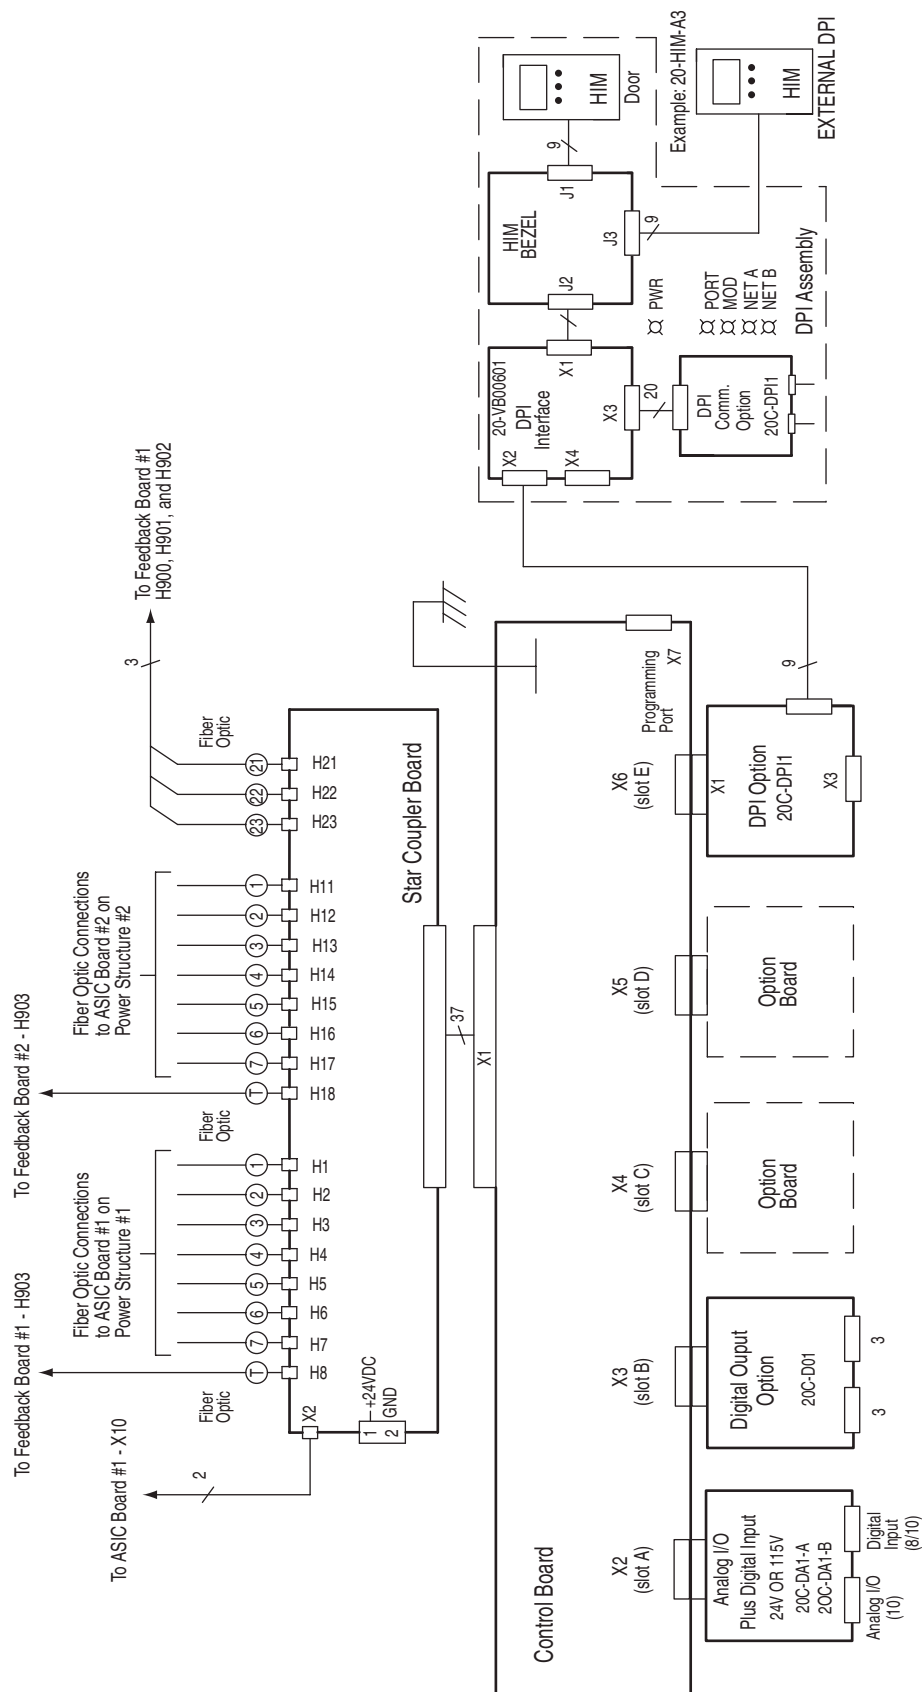 To Feedback Board #1 - H903
To Feedback Board #2 - H903
To ASIC Board #1 - X10
2
Fiber Optic Connections
to ASIC Board #1 on
Power Structure #1
Fiber Optic Connections
to ASIC Board #2 on
Power Structure #2
To Feedback Board #1
H900, H901, and H902
3
Fiber
Optic
T
7
6
5
4
3
2
1
Fiber
Optic
T
7
6
5
4
3
2
1
23
22
21
Fiber
Optic
X2
H8
H7
H6
H5
H4
H3
H2
H1
H18
H17
H16
H15
H14
H13
H12
H11
H23
H22
H21
1
2
+24VDC
GND
Star Coupler Board
37
X1
Control Board
X2
(slot A)
X3
(slot B)
X4
(slot C)
X5
(slot D)
X6
(slot E)
Programming
Port
X7
Analog I/O
Plus Digital Input
24V OR 115V
20C-DA1-A
2OC-DA1-B
Analog I/O
(10)
Digital
Input
(8/10)
Digital Ouput
Option
20C-D01
3
3
Option
Board
Option
Board
X1
DPI Option
20C-DPI1
X3
9
20-VB00601
DPI
Interface
X2
X4
X1
X3
20
DPI
Comm.
Option
20C-DPI1
HIM
BEZEL
J2
J1
J3
9
9
PWR
PORT
MOD
NET A
NET B
DPI Assembly
HIM
Door
Example: 20-HIM-A3
HIM
EXTERNAL DPI